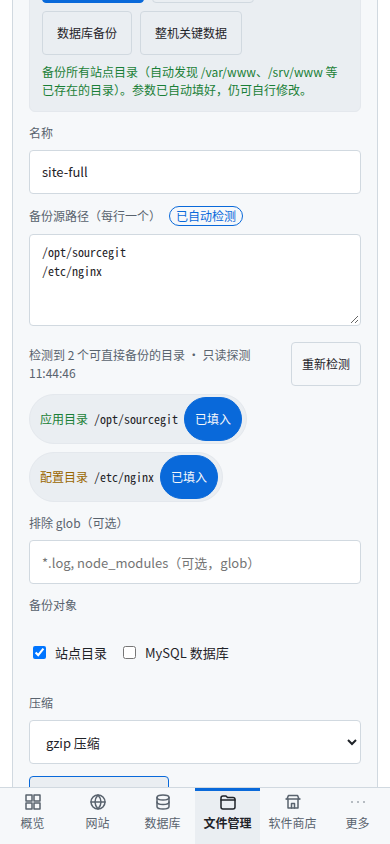 数据库备份
整机关键数据
备份所有站点目录（自动发现 /var/www、/srv/www 等
已存在的目录）。参数已自动填好，仍可自行修改。
名称
site-full
备份源路径（每行一个） 已自动检测
/opt/sourcegit
/etc/nginx
检测到 2 个可直接备份的目录 · 只读探测
11:44:46
重新检测
应用目录 /opt/sourcegit 已填入
配置目录 /etc/nginx 已填入
排除 glob（可选）
*.log, node_modules（可选，glob）
备份对象
站点目录 MySQL 数据库
压缩
gzip 压缩
概览 网站 数据库 文件管理 软件商店 更多